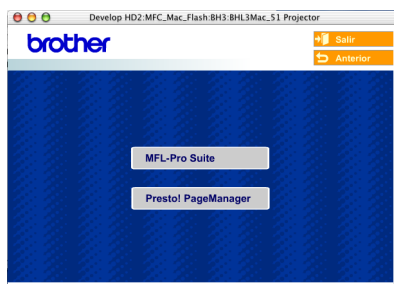 Develop HD2:MFC_Mac_Flash:BH3:BHL3Mac_51 Projector
brother
Salir
Anterior
MFL-Pro Suite
Presto! PageManager